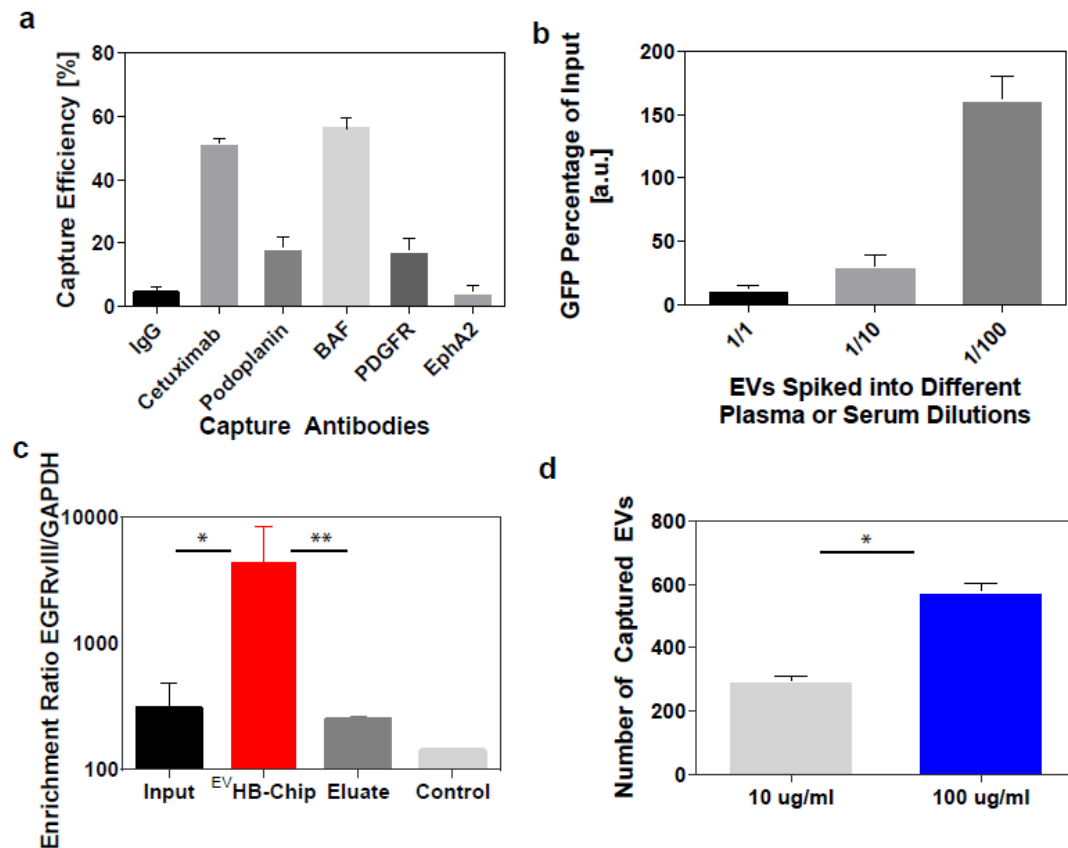 a
Capture Efficiency [%]
80
60
40
20
0
IgG
Cetuximab
Podoplanin
BAF
PDGFR
EphA2
Capture Antibodies
b
GFP Percentage of Input
[a.u.]
200
150
100
50
0
1/1
1/10
1/100
EVs Spiked into Different
Plasma or Serum Dilutions
c
Enrichment Ratio EGFRvIII/GAPDH
10000
1000
100
*
**
Input
EVHB-Chip
Eluate
Control
d
Number of Captured EVs
800
600
400
200
0
*
10 ug/ml
100 ug/ml